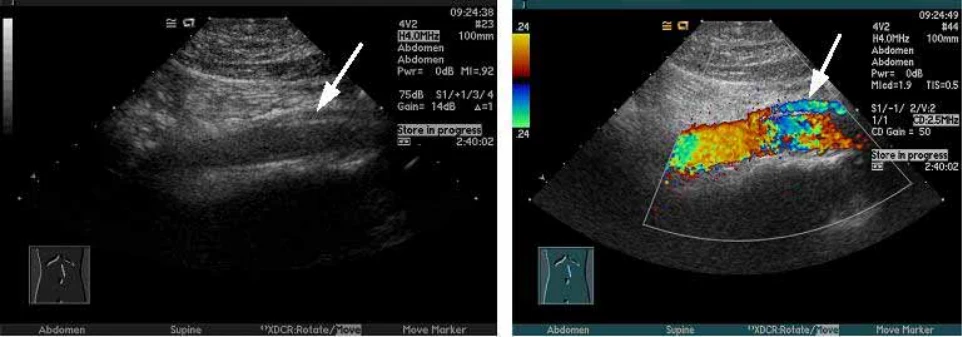 09:24:38
4V2 #23
H4.0MHz 100mm
Abdomen
Abdomen
Pwr= 0dB MI=.92
75dB S1/+1/3/4
Gain= 14dB Δ=1
Store in progress
2:40:02
Abdomen Supine XDCR:Rotate/Move Move Marker
09:24:49
4V2 #44
H4.0MHz 100mm
Abdomen
Abdomen
Pwr= 0dB
MIcd=1.9 TIS=0.5
S1/-1/ 2/V:2
1/1 CD:2.5MHz
CD Gain = 50
Store in progress
2:40:02
.24
.24
Abdomen Supine XDCR:Rotate/Move Move Marker